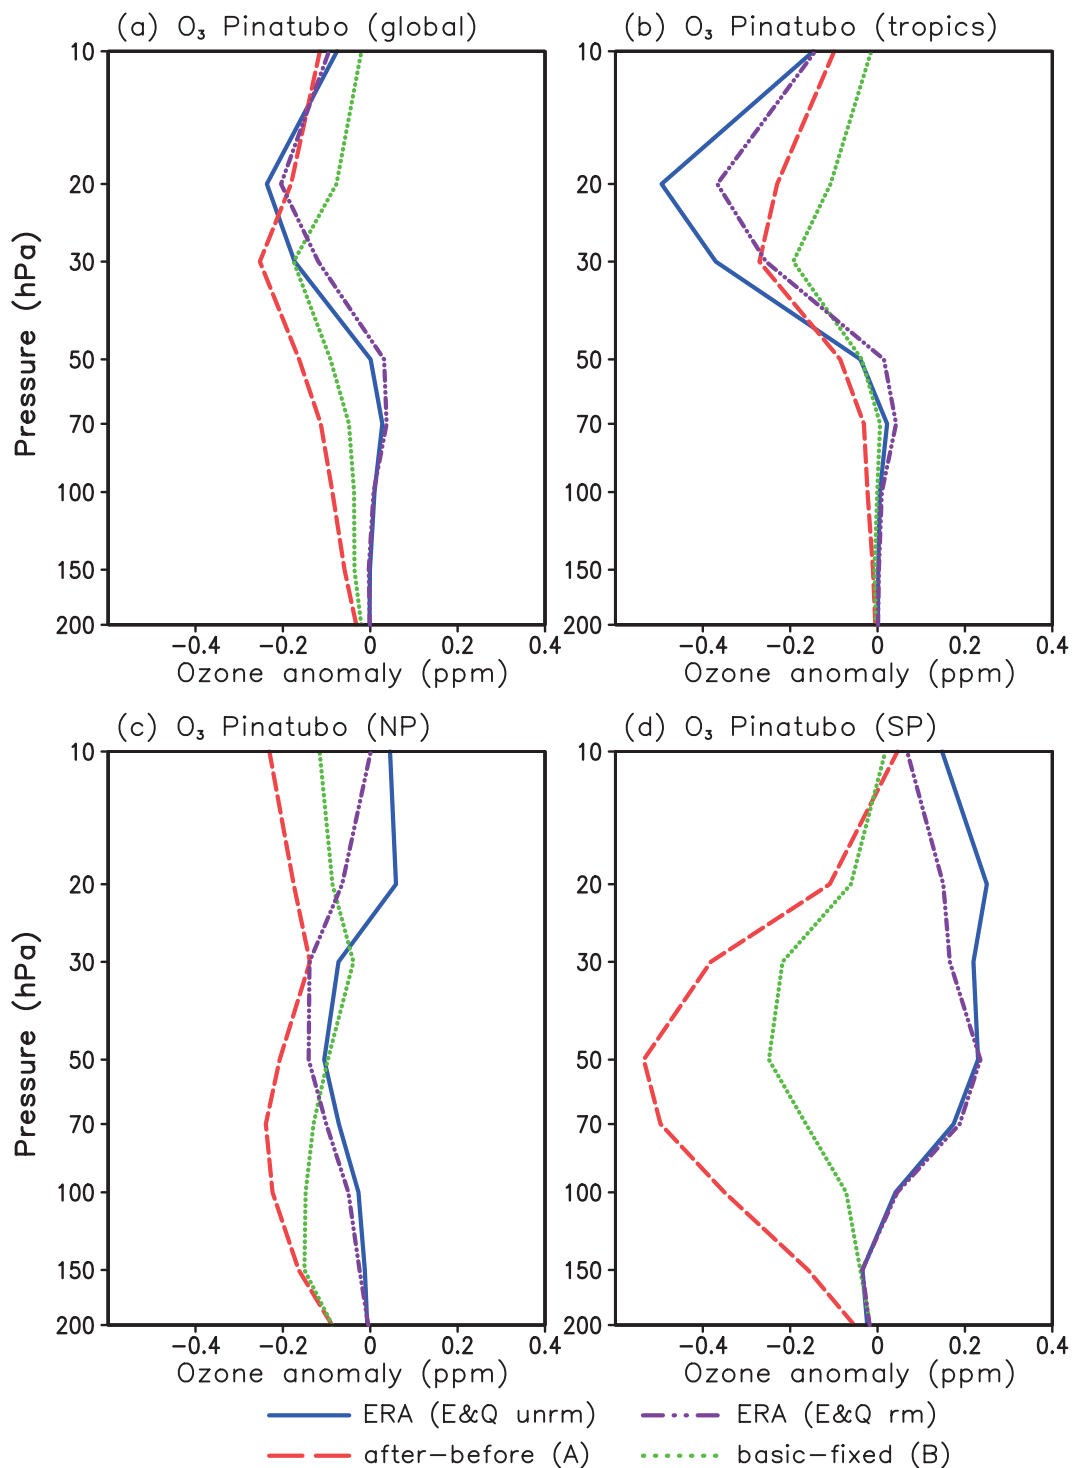 (a) O₃ Pinatubo (global)
10
20
30
50
70
100
150
200
Pressure (hPa)
−0.4 −0.2 0 0.2 0.4
Ozone anomaly (ppm)
(b) O₃ Pinatubo (tropics)
10
20
30
50
70
100
150
200
−0.4 −0.2 0 0.2 0.4
Ozone anomaly (ppm)
(c) O₃ Pinatubo (NP)
10
20
30
50
70
100
150
200
Pressure (hPa)
−0.4 −0.2 0 0.2 0.4
Ozone anomaly (ppm)
(d) O₃ Pinatubo (SP)
10
20
30
50
70
100
150
200
−0.4 −0.2 0 0.2 0.4
Ozone anomaly (ppm)
ERA (E&Q unrm)
ERA (E&Q rm)
after−before (A)
basic−fixed (B)